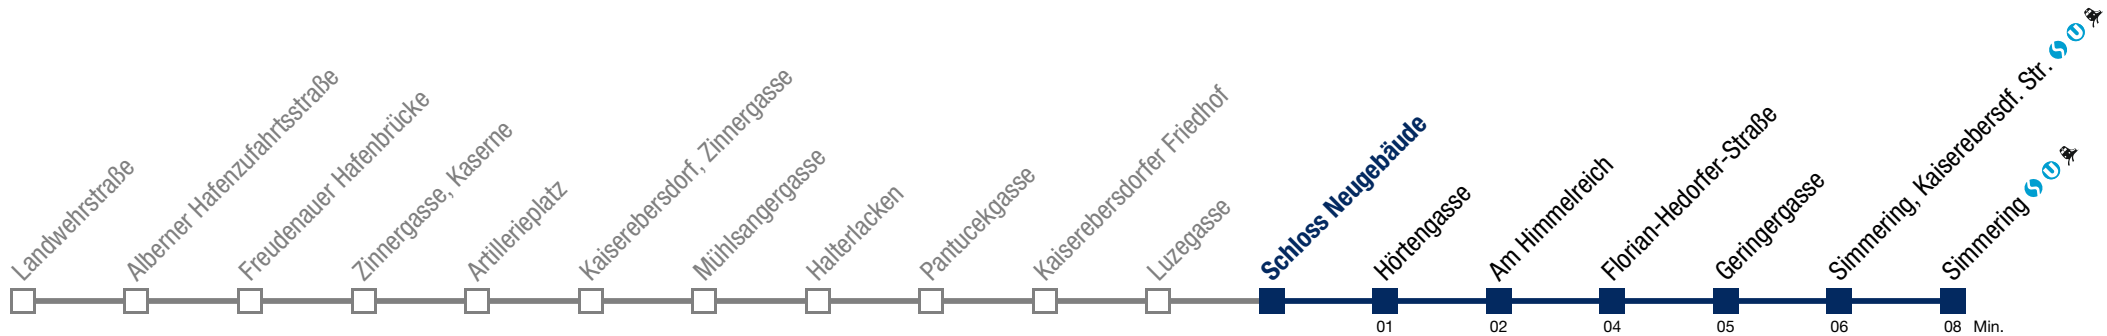 Landwehrstraße
Alberner Hafenzufahrtsstraße
Freudenauer Hafenbrücke
Zinnergasse, Kaserne
Artillerieplatz
Kaiserebersdorf, Zinnergasse
Mühlsangergasse
Halterlacken
Pantucekgasse
Kaiserebersdorfer Friedhof
Luzegasse
Schloss Neugebäude
Hörtengasse
Am Himmelreich
Florian-Hedorfer-Straße
Geringergasse
Simmering, Kaiserebersdf. Str. S U
Simmering S U
01 02 04 05 06 08 Min.